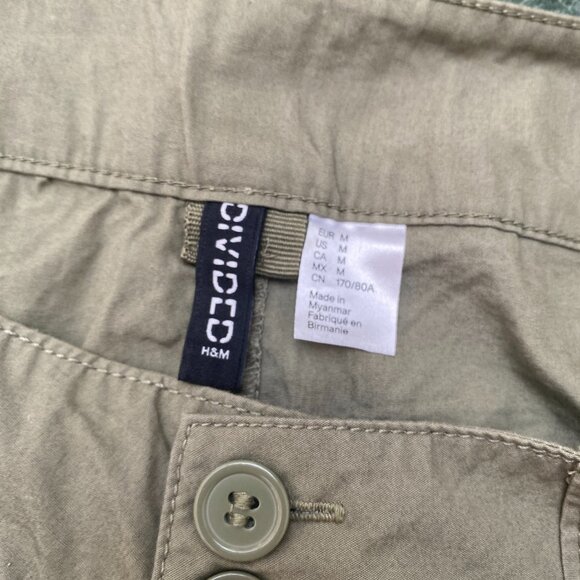 DIVIDED
H&M
EUR M
US M
CA M
MX M
CN 170/80A
Made in
Myanmar
Fabriqué en
Birmanie